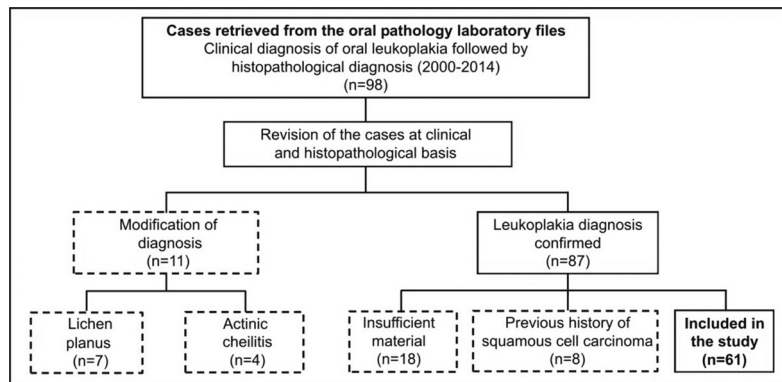 Cases retrieved from the oral pathology laboratory files
Clinical diagnosis of oral leukoplakia followed by
histopathological diagnosis (2000-2014)
(n=98)
Revision of the cases at clinical
and histopathological basis
Modification of
diagnosis
(n=11)
Leukoplakia diagnosis
confirmed
(n=87)
Lichen
planus
(n=7)
Actinic
cheilitis
(n=4)
Insufficient
material
(n=18)
Previous history of
squamous cell carcinoma
(n=8)
Included in
the study
(n=61)